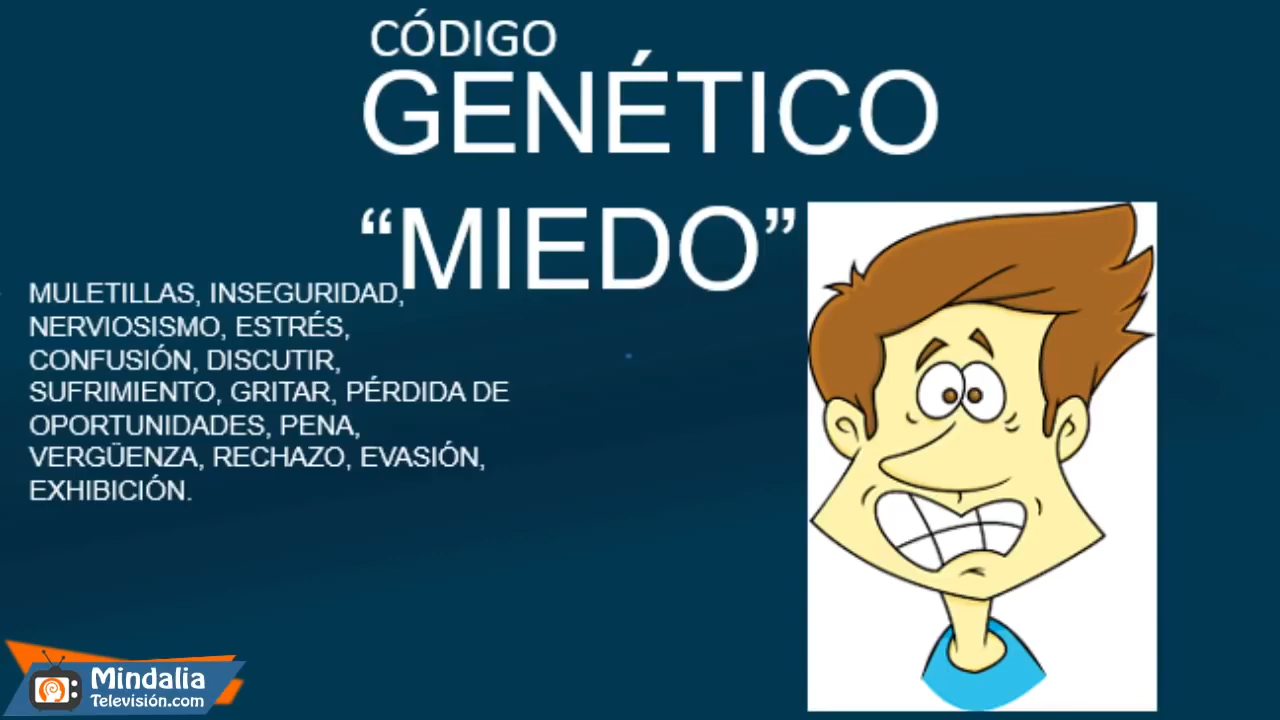 CÓDIGO
GENÉTICO
“MIEDO”
MULETILLAS, INSEGURIDAD,
NERVIOSISMO, ESTRÉS,
CONFUSIÓN, DISCUTIR,
SUFRIMIENTO, GRITAR, PÉRDIDA DE
OPORTUNIDADES, PENA,
VERGÜENZA, RECHAZO, EVASIÓN,
EXHIBICIÓN.
Mindalia
Televisión.com